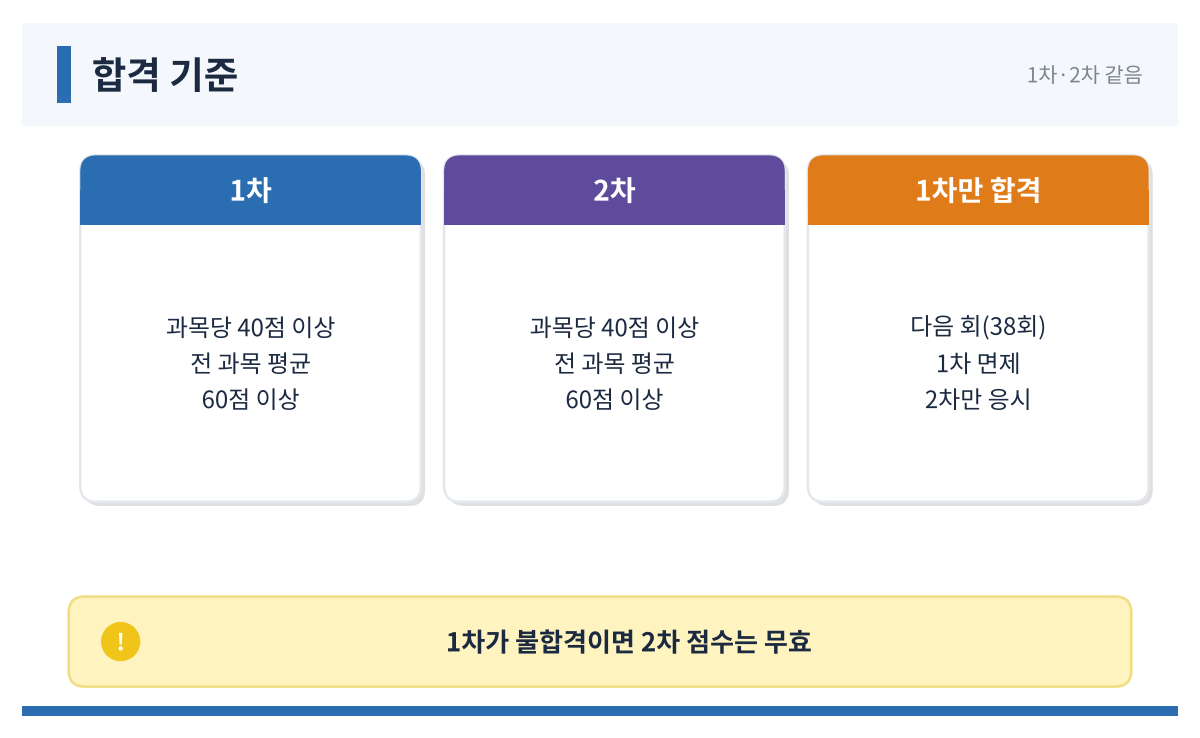 합격 기준
1차·2차 같음
1차
과목당 40점 이상
전 과목 평균
60점 이상
2차
과목당 40점 이상
전 과목 평균
60점 이상
1차만 합격
다음 회(38회)
1차 면제
2차만 응시
!
1차가 불합격이면 2차 점수는 무효